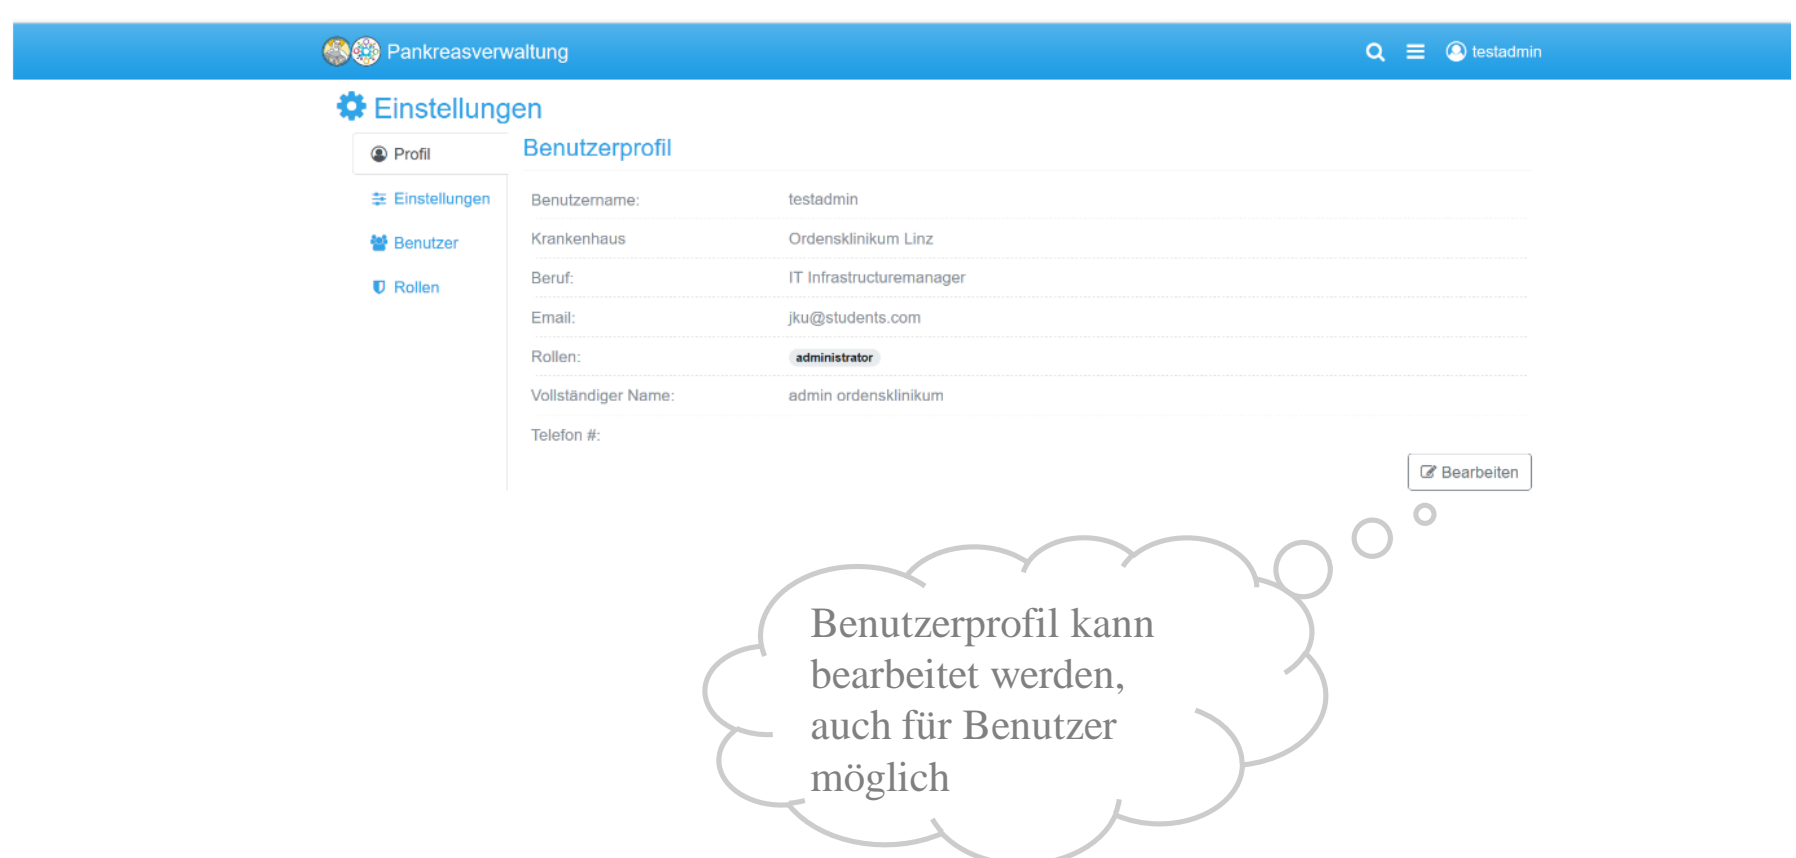 Pankreasverwaltung
testadmin
Einstellungen
Profil
Einstellungen
Benutzer
Rollen
Benutzerprofil
Benutzername: testadmin
Krankenhaus Ordensklinikum Linz
Beruf: IT Infrastructuremanager
Email: jku@students.com
Rollen: administrator
Vollständiger Name: admin ordensklinikum
Telefon #:
Bearbeiten
Benutzerprofil kann
bearbeitet werden,
auch für Benutzer
möglich